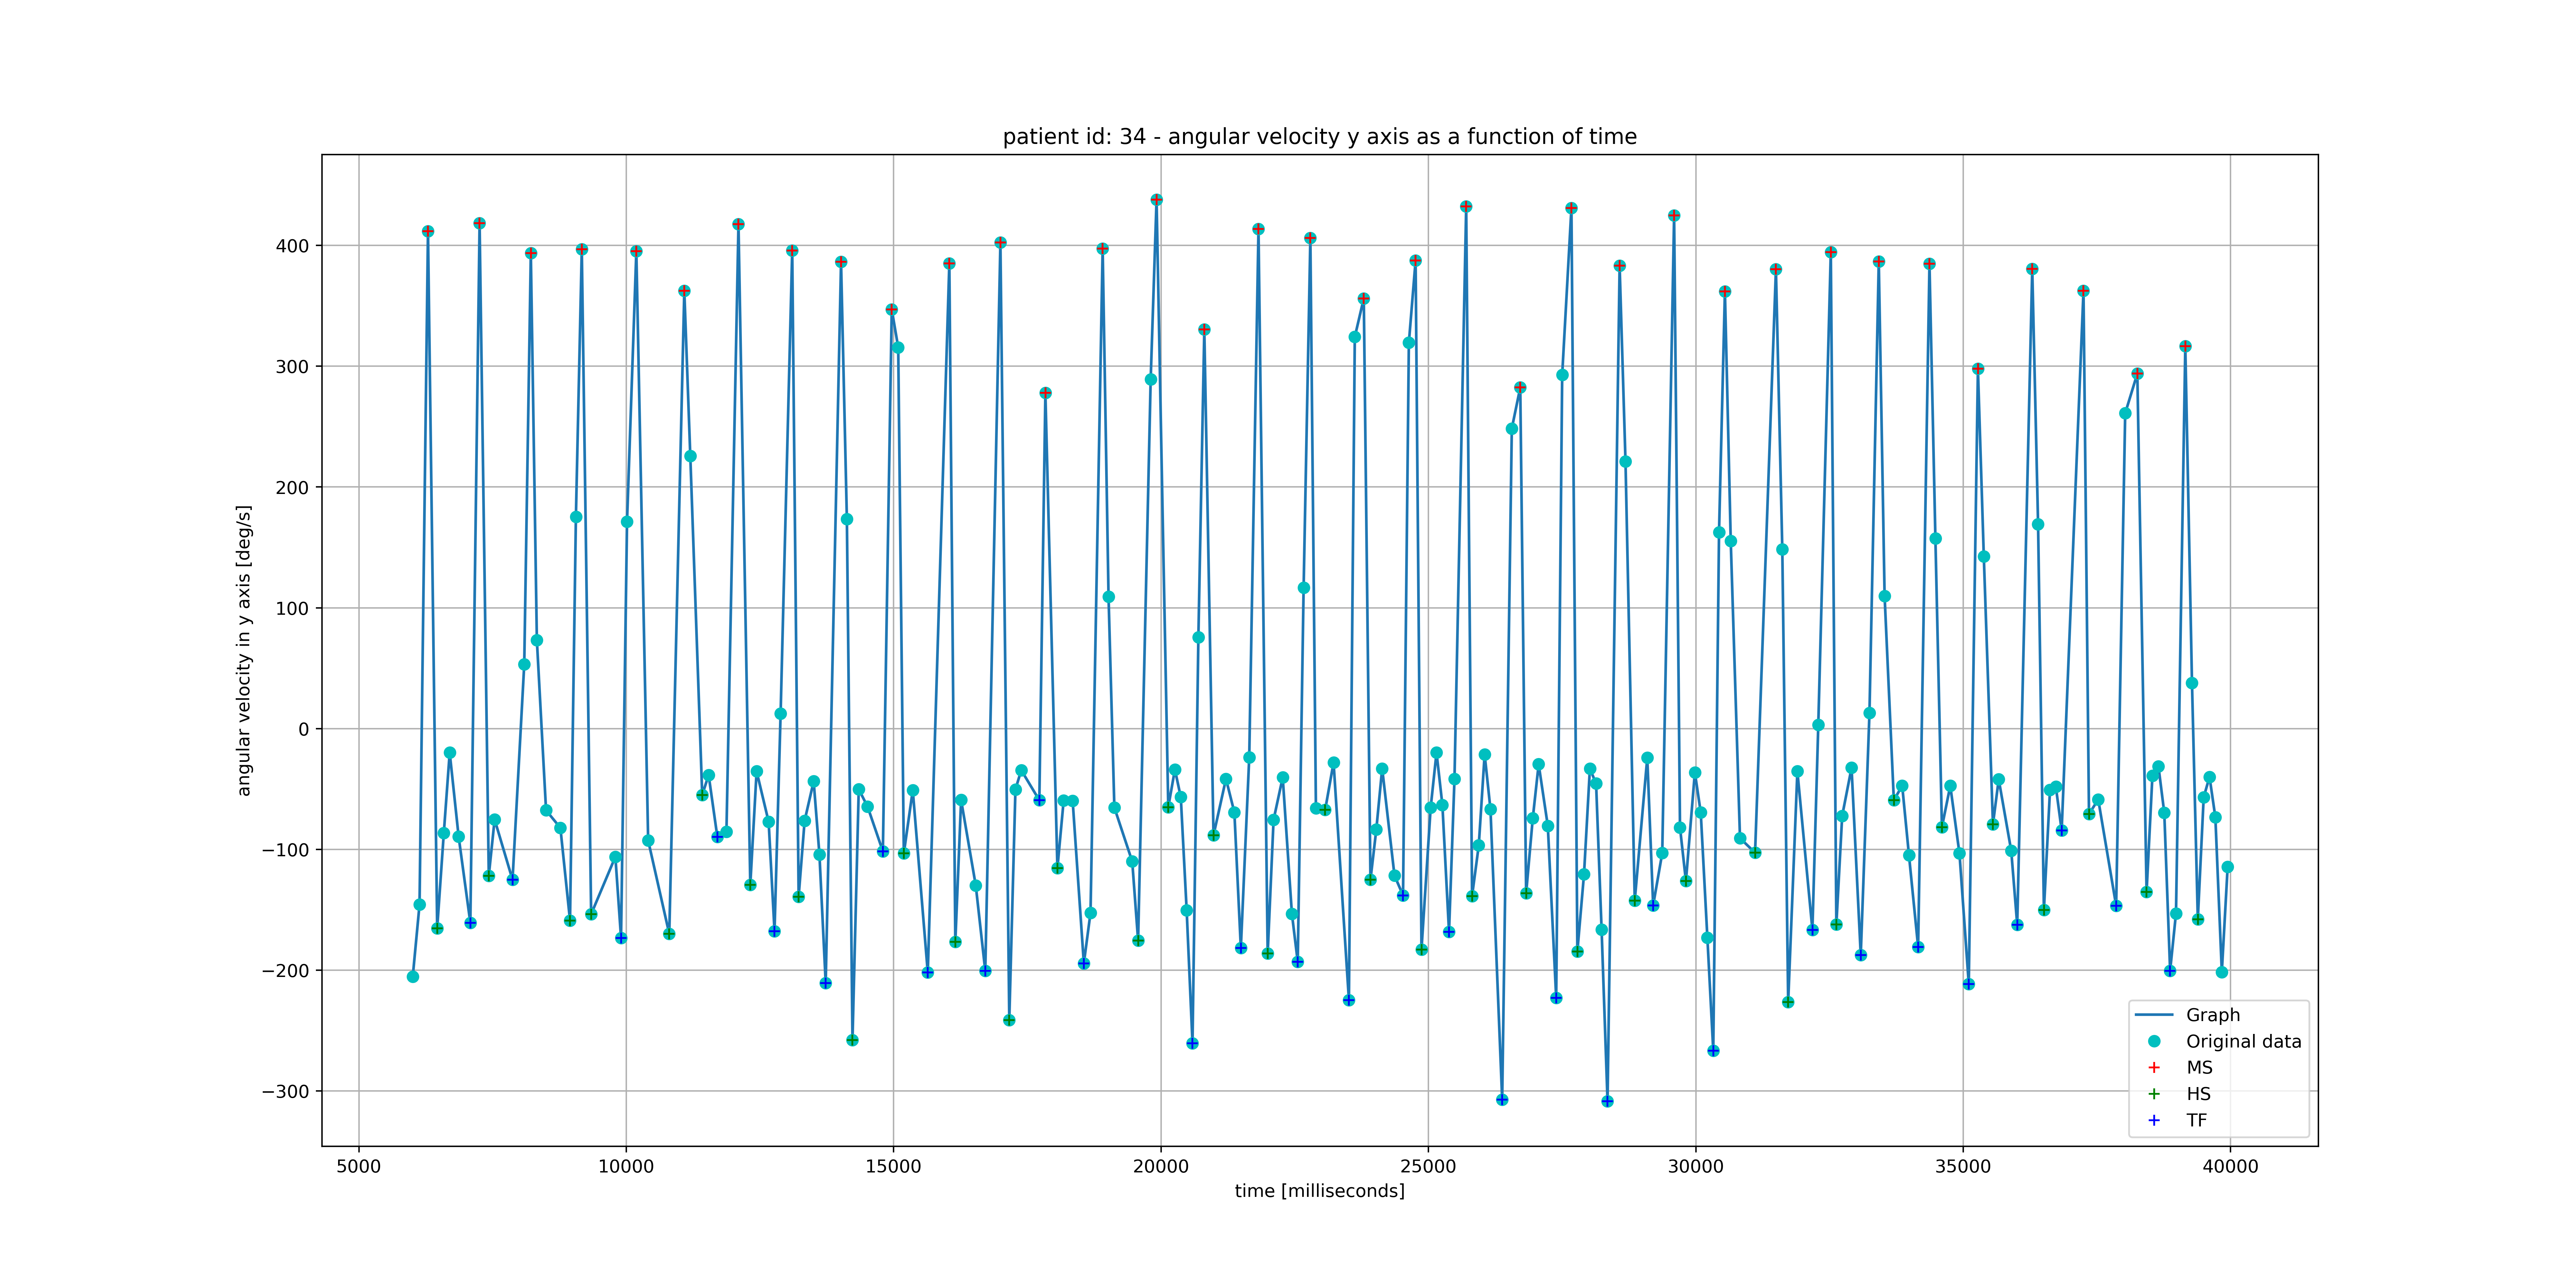 patient id: 34 - angular velocity y axis as a function of time
angular velocity in y axis [deg/s]
400
300
200
100
0
−100
−200
−300
5000 10000 15000 20000 25000 30000 35000 40000
time [milliseconds]
Graph
Original data
MS
HS
TF